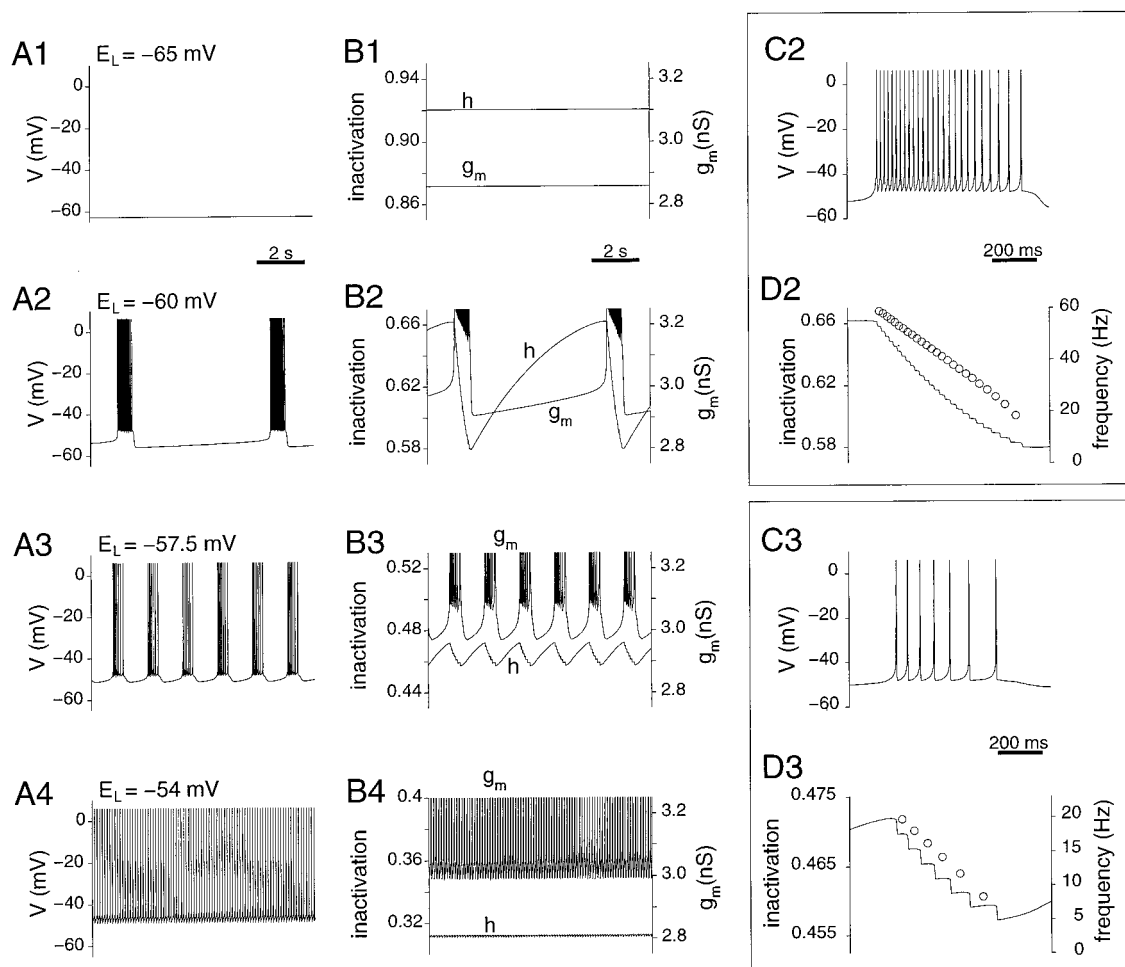 A1
E_L = −65 mV
V (mV)
0
−20
−40
−60
B1
inactivation
0.94
0.90
0.86
h
g_m
3.2
3.0
2.8
g_m(nS)
C2
V (mV)
0
−20
−40
−60
2 s
2 s
200 ms
A2
E_L = −60 mV
V (mV)
0
−20
−40
−60
B2
inactivation
0.66
0.62
0.58
h
g_m
3.2
3.0
2.8
g_m(nS)
D2
inactivation
0.66
0.62
0.58
60
40
20
0
frequency (Hz)
A3
E_L = −57.5 mV
V (mV)
0
−20
−40
−60
B3
g_m
inactivation
0.52
0.48
0.44
h
3.2
3.0
2.8
g_m(nS)
C3
V (mV)
0
−20
−40
−60
200 ms
A4
E_L = −54 mV
V (mV)
0
−20
−40
−60
B4
g_m
inactivation
0.4
0.36
0.32
h
3.2
3.0
2.8
g_m(nS)
D3
inactivation
0.475
0.465
0.455
20
15
10
5
0
frequency (Hz)